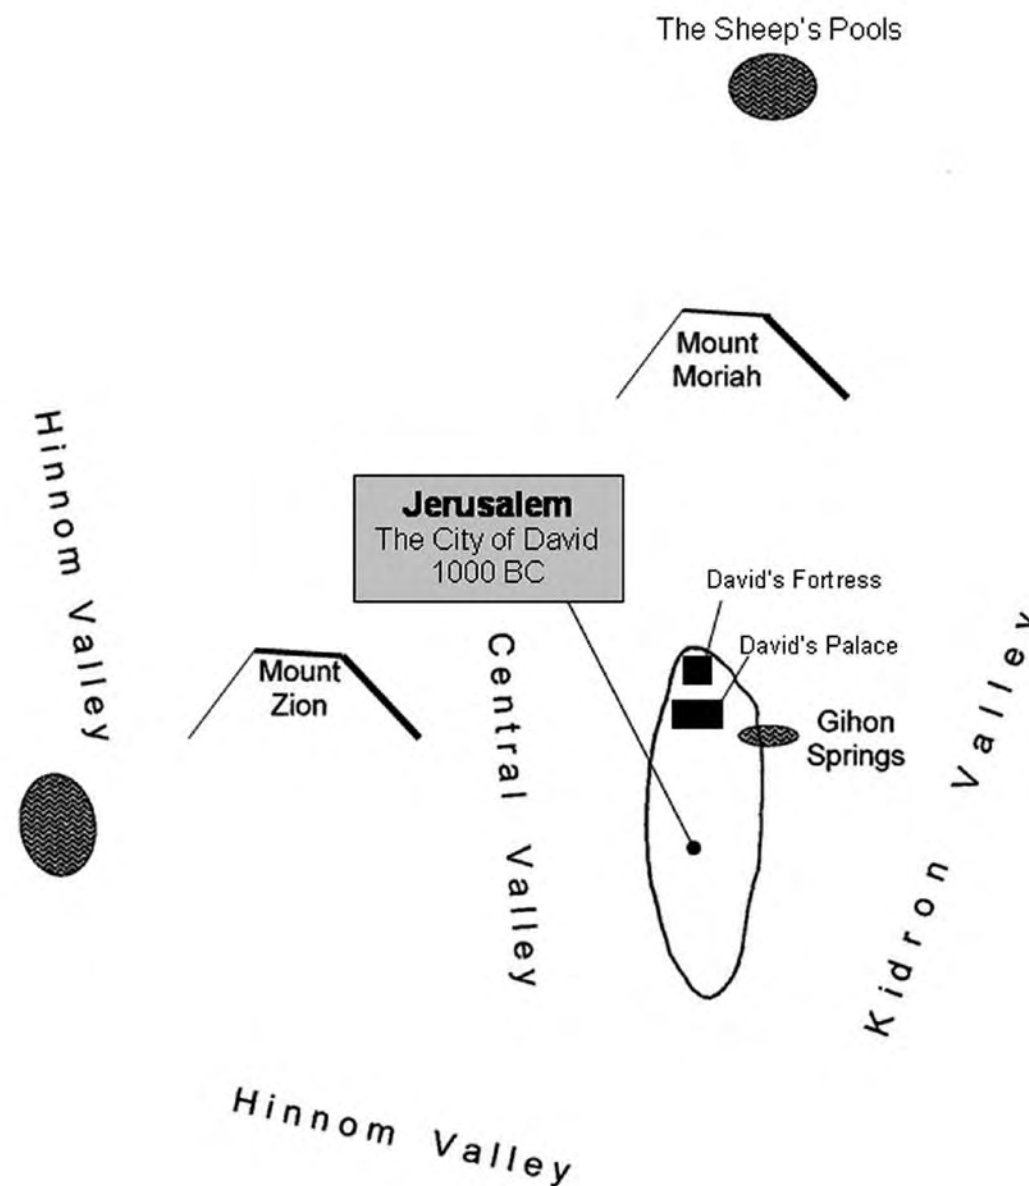 The Sheep's Pools
Mount
Moriah
Hinnom Valley
Jerusalem
The City of David
1000 BC
David's Fortress
David's Palace
Mount
Zion
Central Valley
Gihon
Springs
Kidron Valley
Hinnom Valley